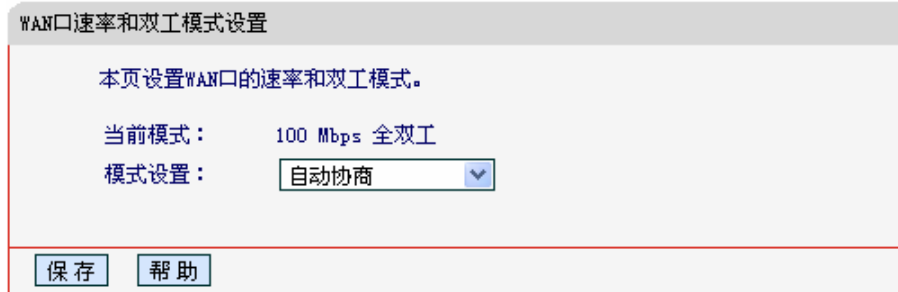 WAN口速率和双工模式设置
本页设置WAN口的速率和双工模式。
当前模式： 100 Mbps 全双工
模式设置： 自动协商
保存 帮助